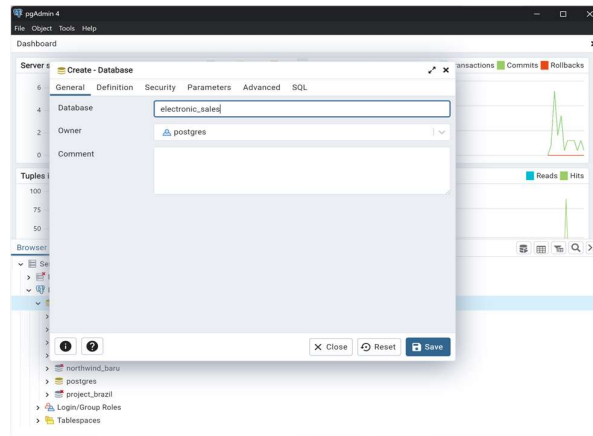 pgAdmin 4
File Object Tools Help
Dashboard
Server s
ransactions Commits Rollbacks
6
4
2
0
Create - Database
General Definition Security Parameters Advanced SQL
Database electronic_sales
Owner postgres
Comment
Tuples i
Reads Hits
100
75
50
Browser
Se
Close Reset Save
northwind_baru
postgres
project_brazil
Login/Group Roles
Tablespaces